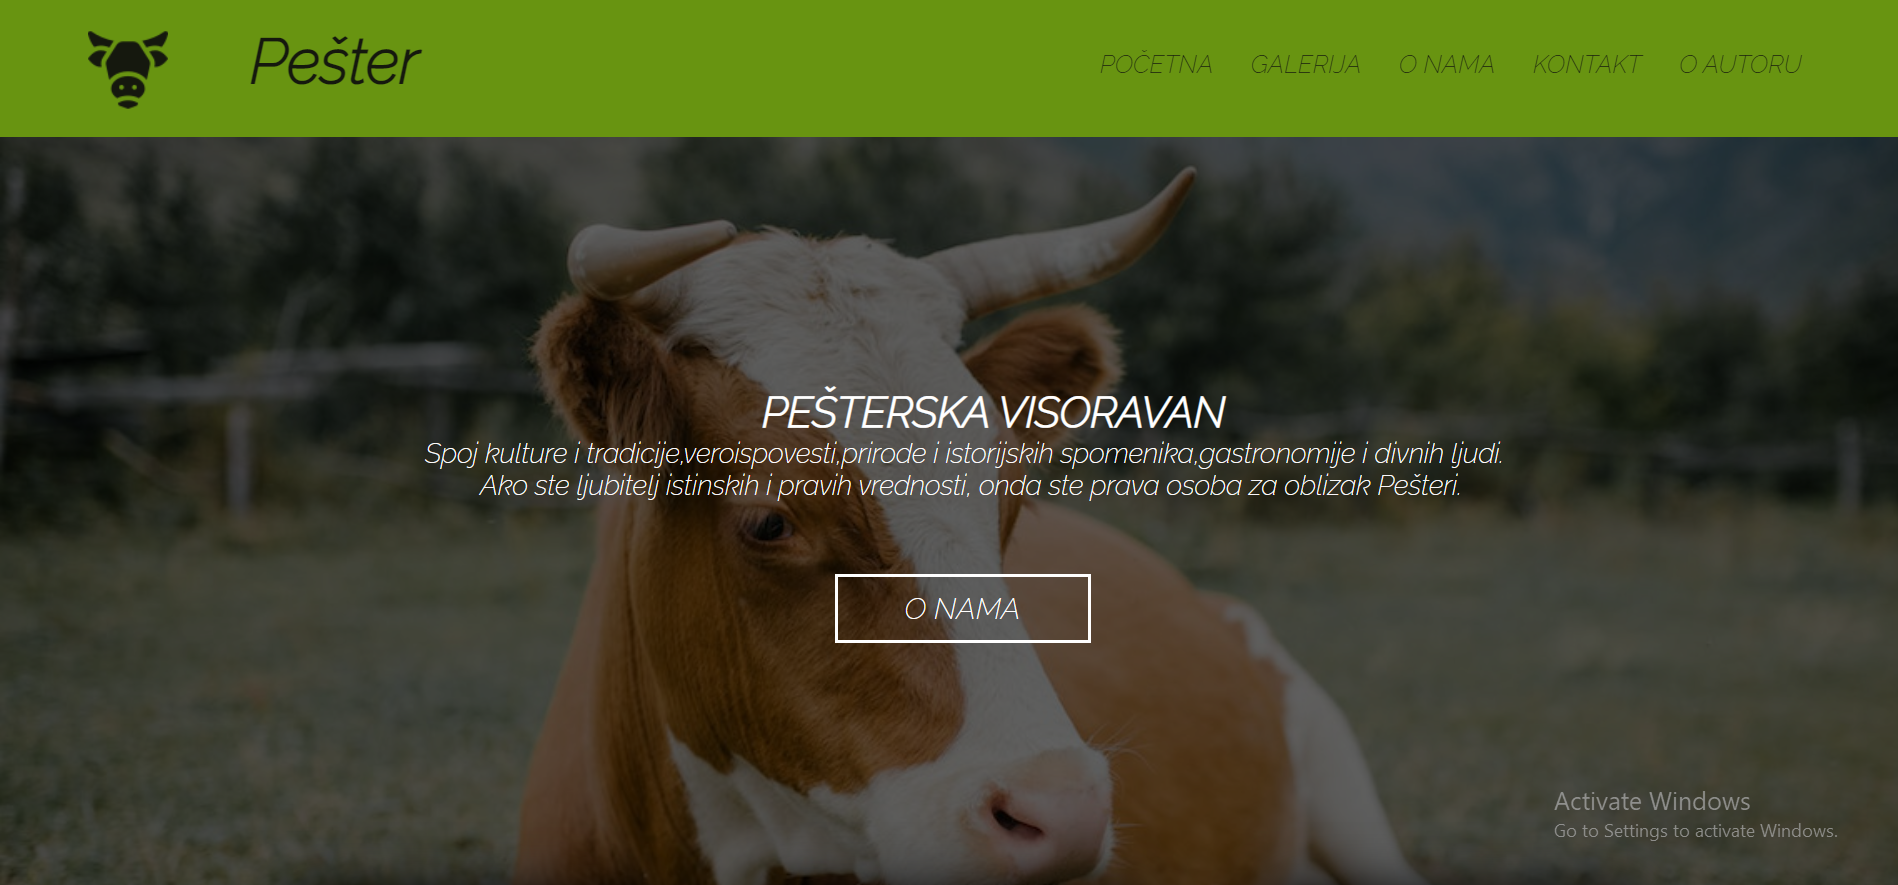 Pešter
POČETNA GALERIJA O NAMA KONTAKT O AUTORU
PEŠTERSKA VISORAVAN
Spoj kulture i tradicije,veroispovesti,prirode i istorijskih spomenika,gastronomije i divnih ljudi.
Ako ste ljubitelj istinskih i pravih vrednosti, onda ste prava osoba za oblizak Pešteri.
O NAMA
Activate Windows
Go to Settings to activate Windows.